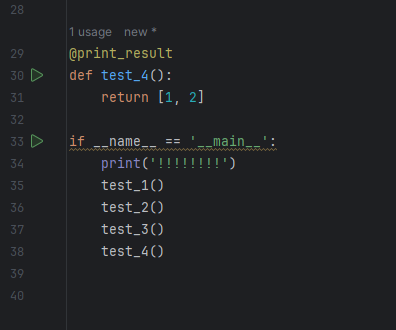 28
1 usage new *
29 @print_result
30 def test_4():
31     return [1, 2]
32
33 if __name__ == '__main__':
34     print('!!!!!!!!')
35     test_1()
36     test_2()
37     test_3()
38     test_4()
39
40